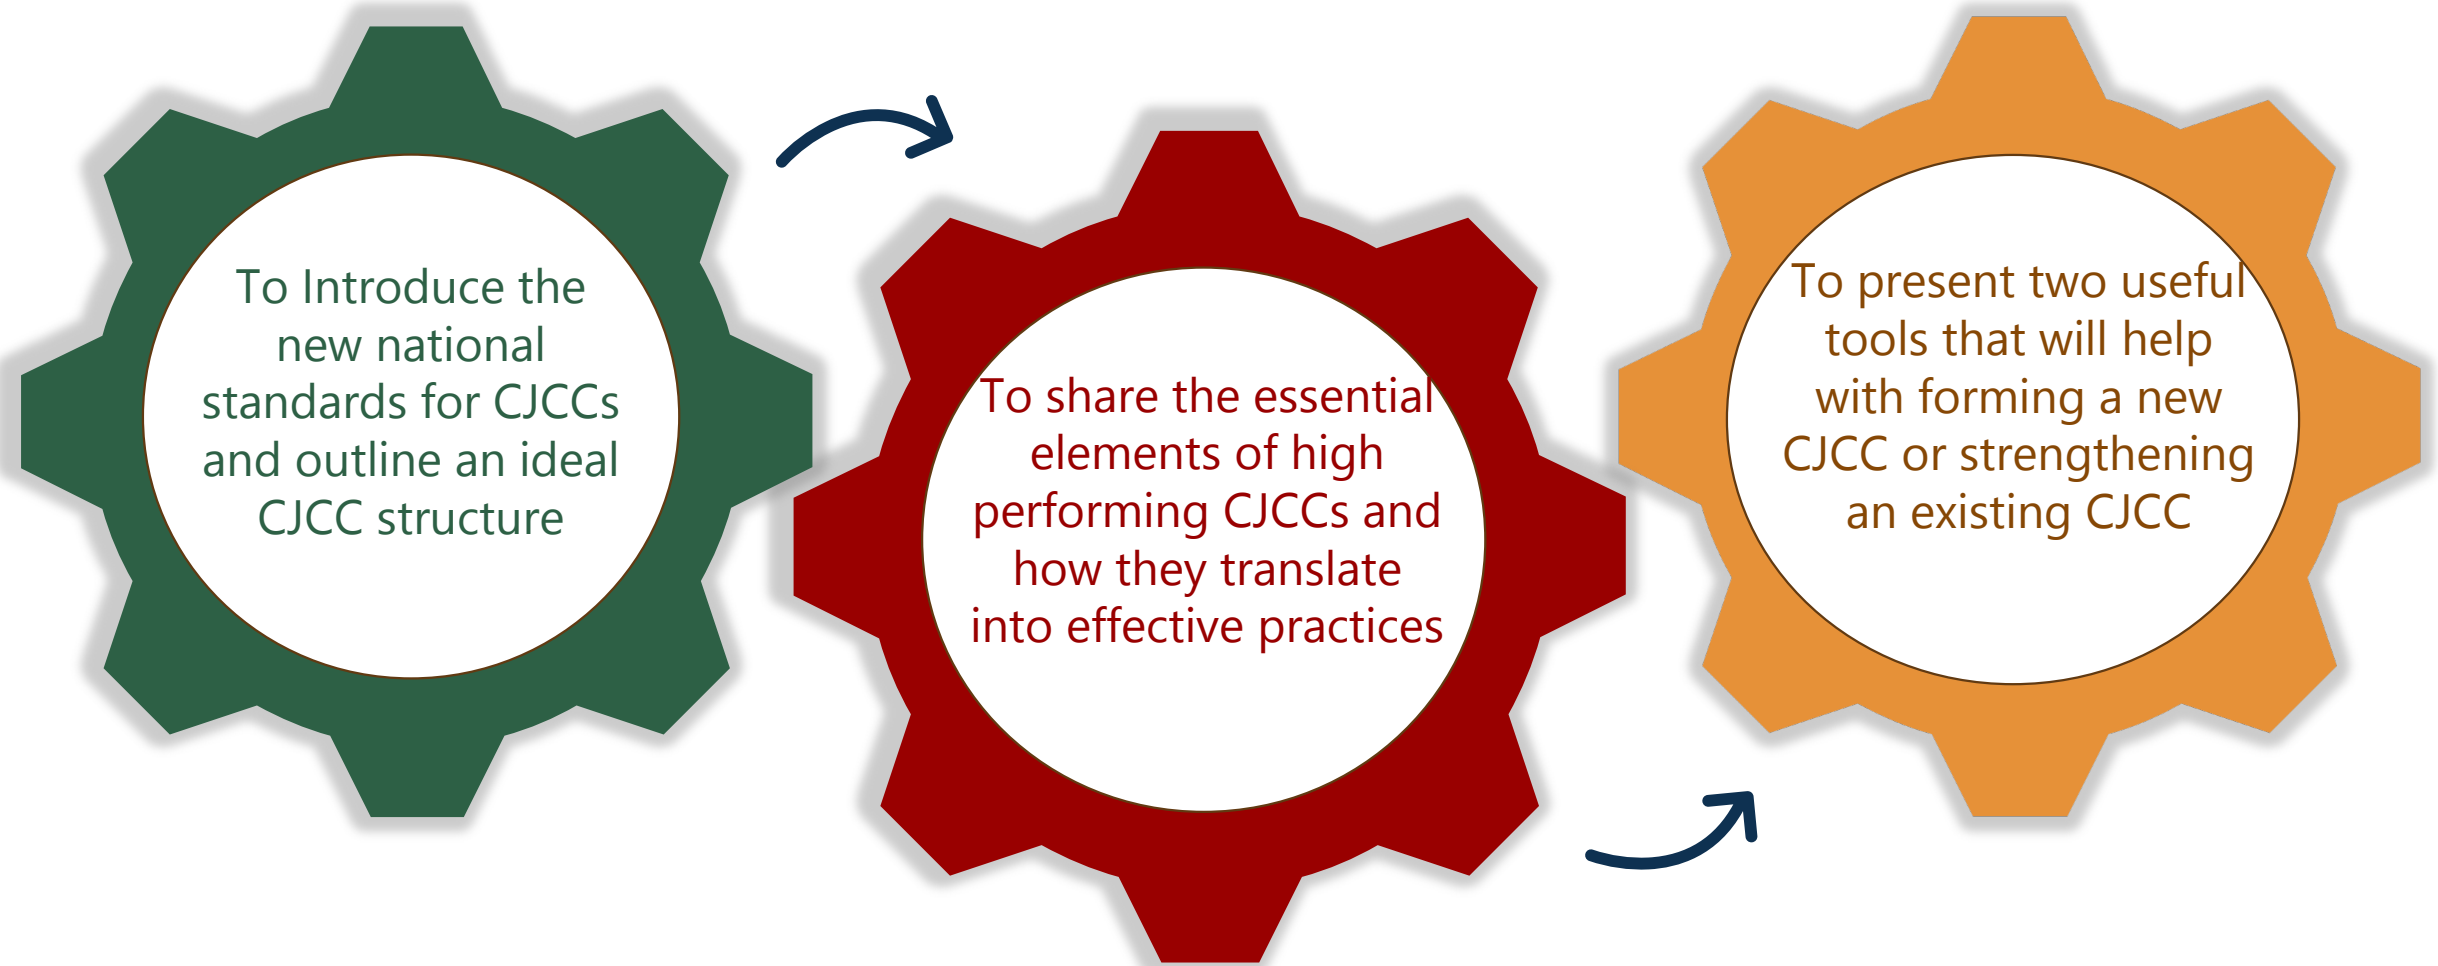 To Introduce the
new national
standards for CJCCs
and outline an ideal
CJCC structure
To share the essential
elements of high
performing CJCCs and
how they translate
into effective practices
To present two useful
tools that will help
with forming a new
CJCC or strengthening
an existing CJCC